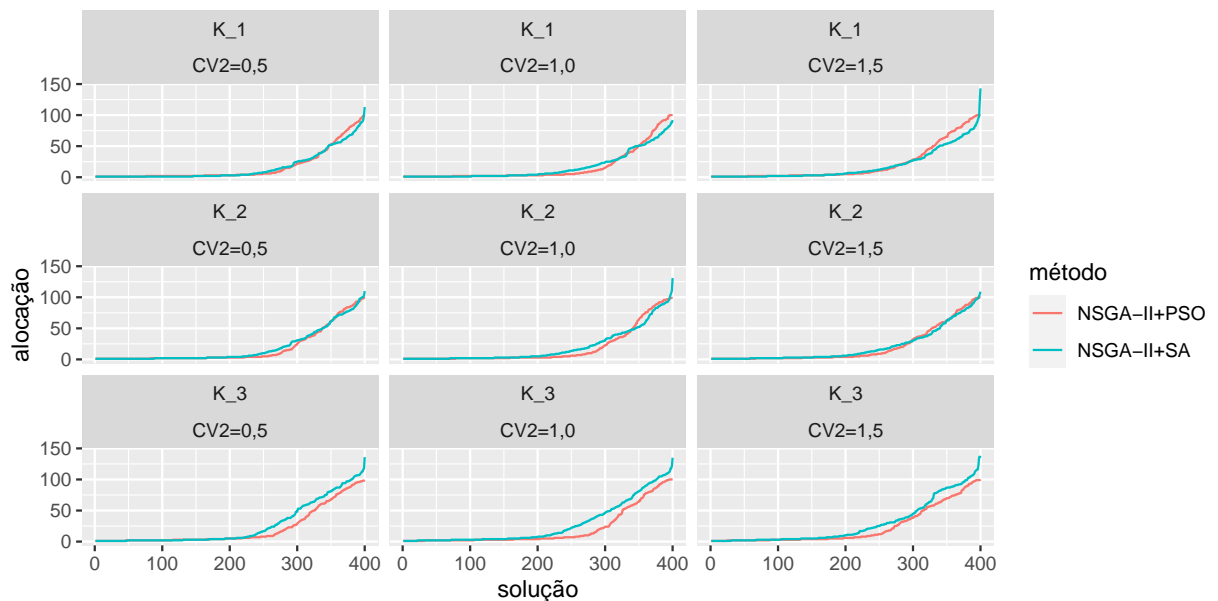 K_1
CV2=0,5
K_1
CV2=1,0
K_1
CV2=1,5
150
100
50
0
K_2
CV2=0,5
K_2
CV2=1,0
K_2
CV2=1,5
150
100
50
0
K_3
CV2=0,5
K_3
CV2=1,0
K_3
CV2=1,5
150
100
50
0
0 100 200 300 400
0 100 200 300 400
0 100 200 300 400
solução
alocação
método
NSGA−II+PSO
NSGA−II+SA